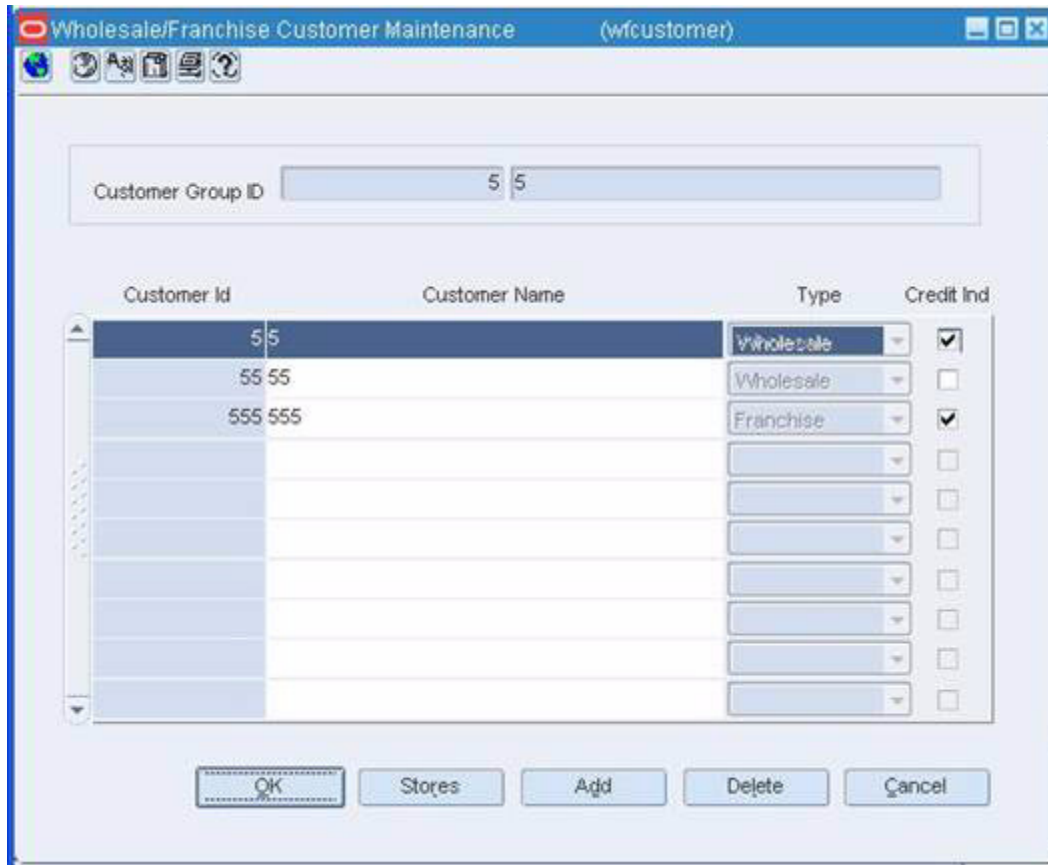 Wholesale/Franchise Customer Maintenance (wfcustomer)
Customer Group ID 5 5
Customer Id Customer Name Type Credit Ind
5 5 Wholesale
55 55 Wholesale
555 555 Franchise
OK Stores Add Delete Cancel